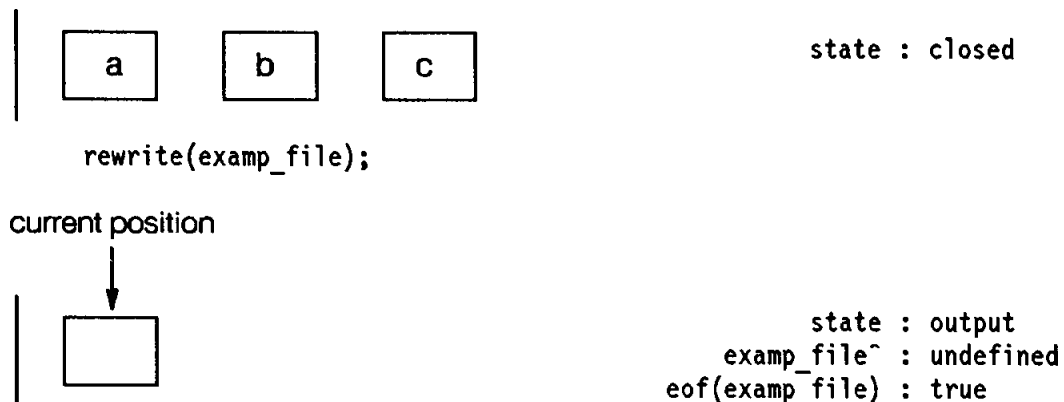 a b c state : closed
rewrite(examp_file);
current position
state : output
examp_file^ : undefined
eof(examp_file) : true